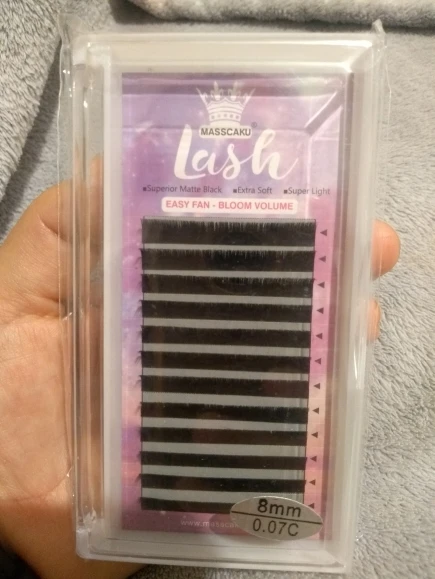 MASSCAKU®
Lash
▪Superior Matte Black ▪Extra Soft ▪Super Light
EASY FAN - BLOOM VOLUME
8mm
0.07C